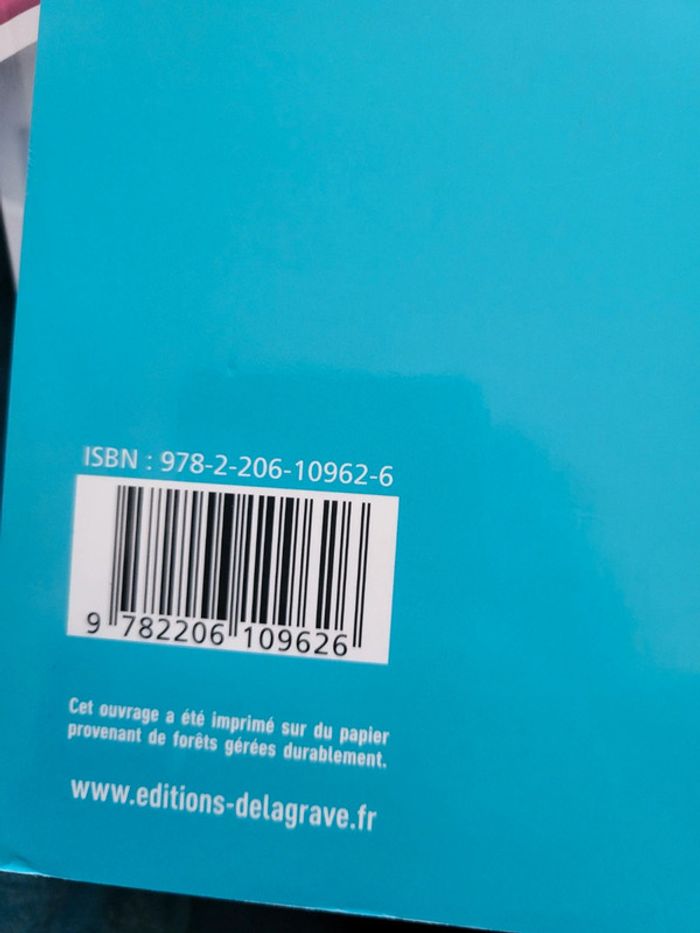 ISBN : 978-2-206-10962-6
9 782206 109626
Cet ouvrage a été imprimé sur du papier
provenant de forêts gérées durablement.
www.editions-delagrave.fr